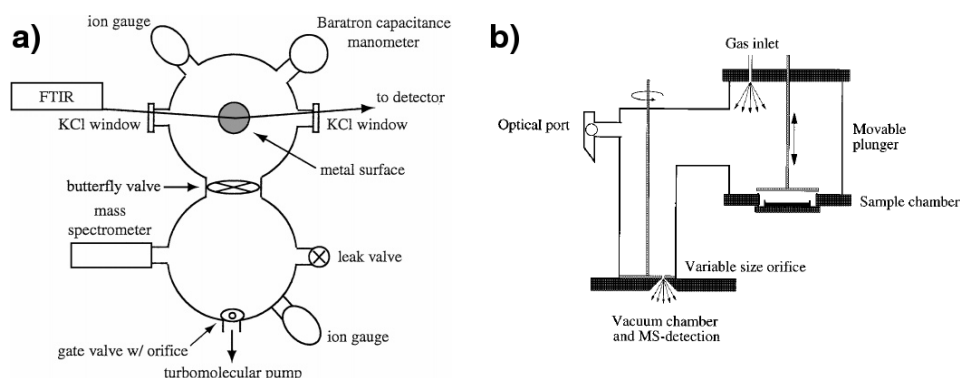 a)
ion gauge
Baratron capacitance
manometer
FTIR
to detector
KCl window
KCl window
metal surface
butterfly valve
mass
spectrometer
leak valve
ion gauge
gate valve w/ orifice
turbomolecular pump
b)
Gas inlet
Optical port
Movable
plunger
Sample chamber
Variable size orifice
Vacuum chamber
and MS-detection